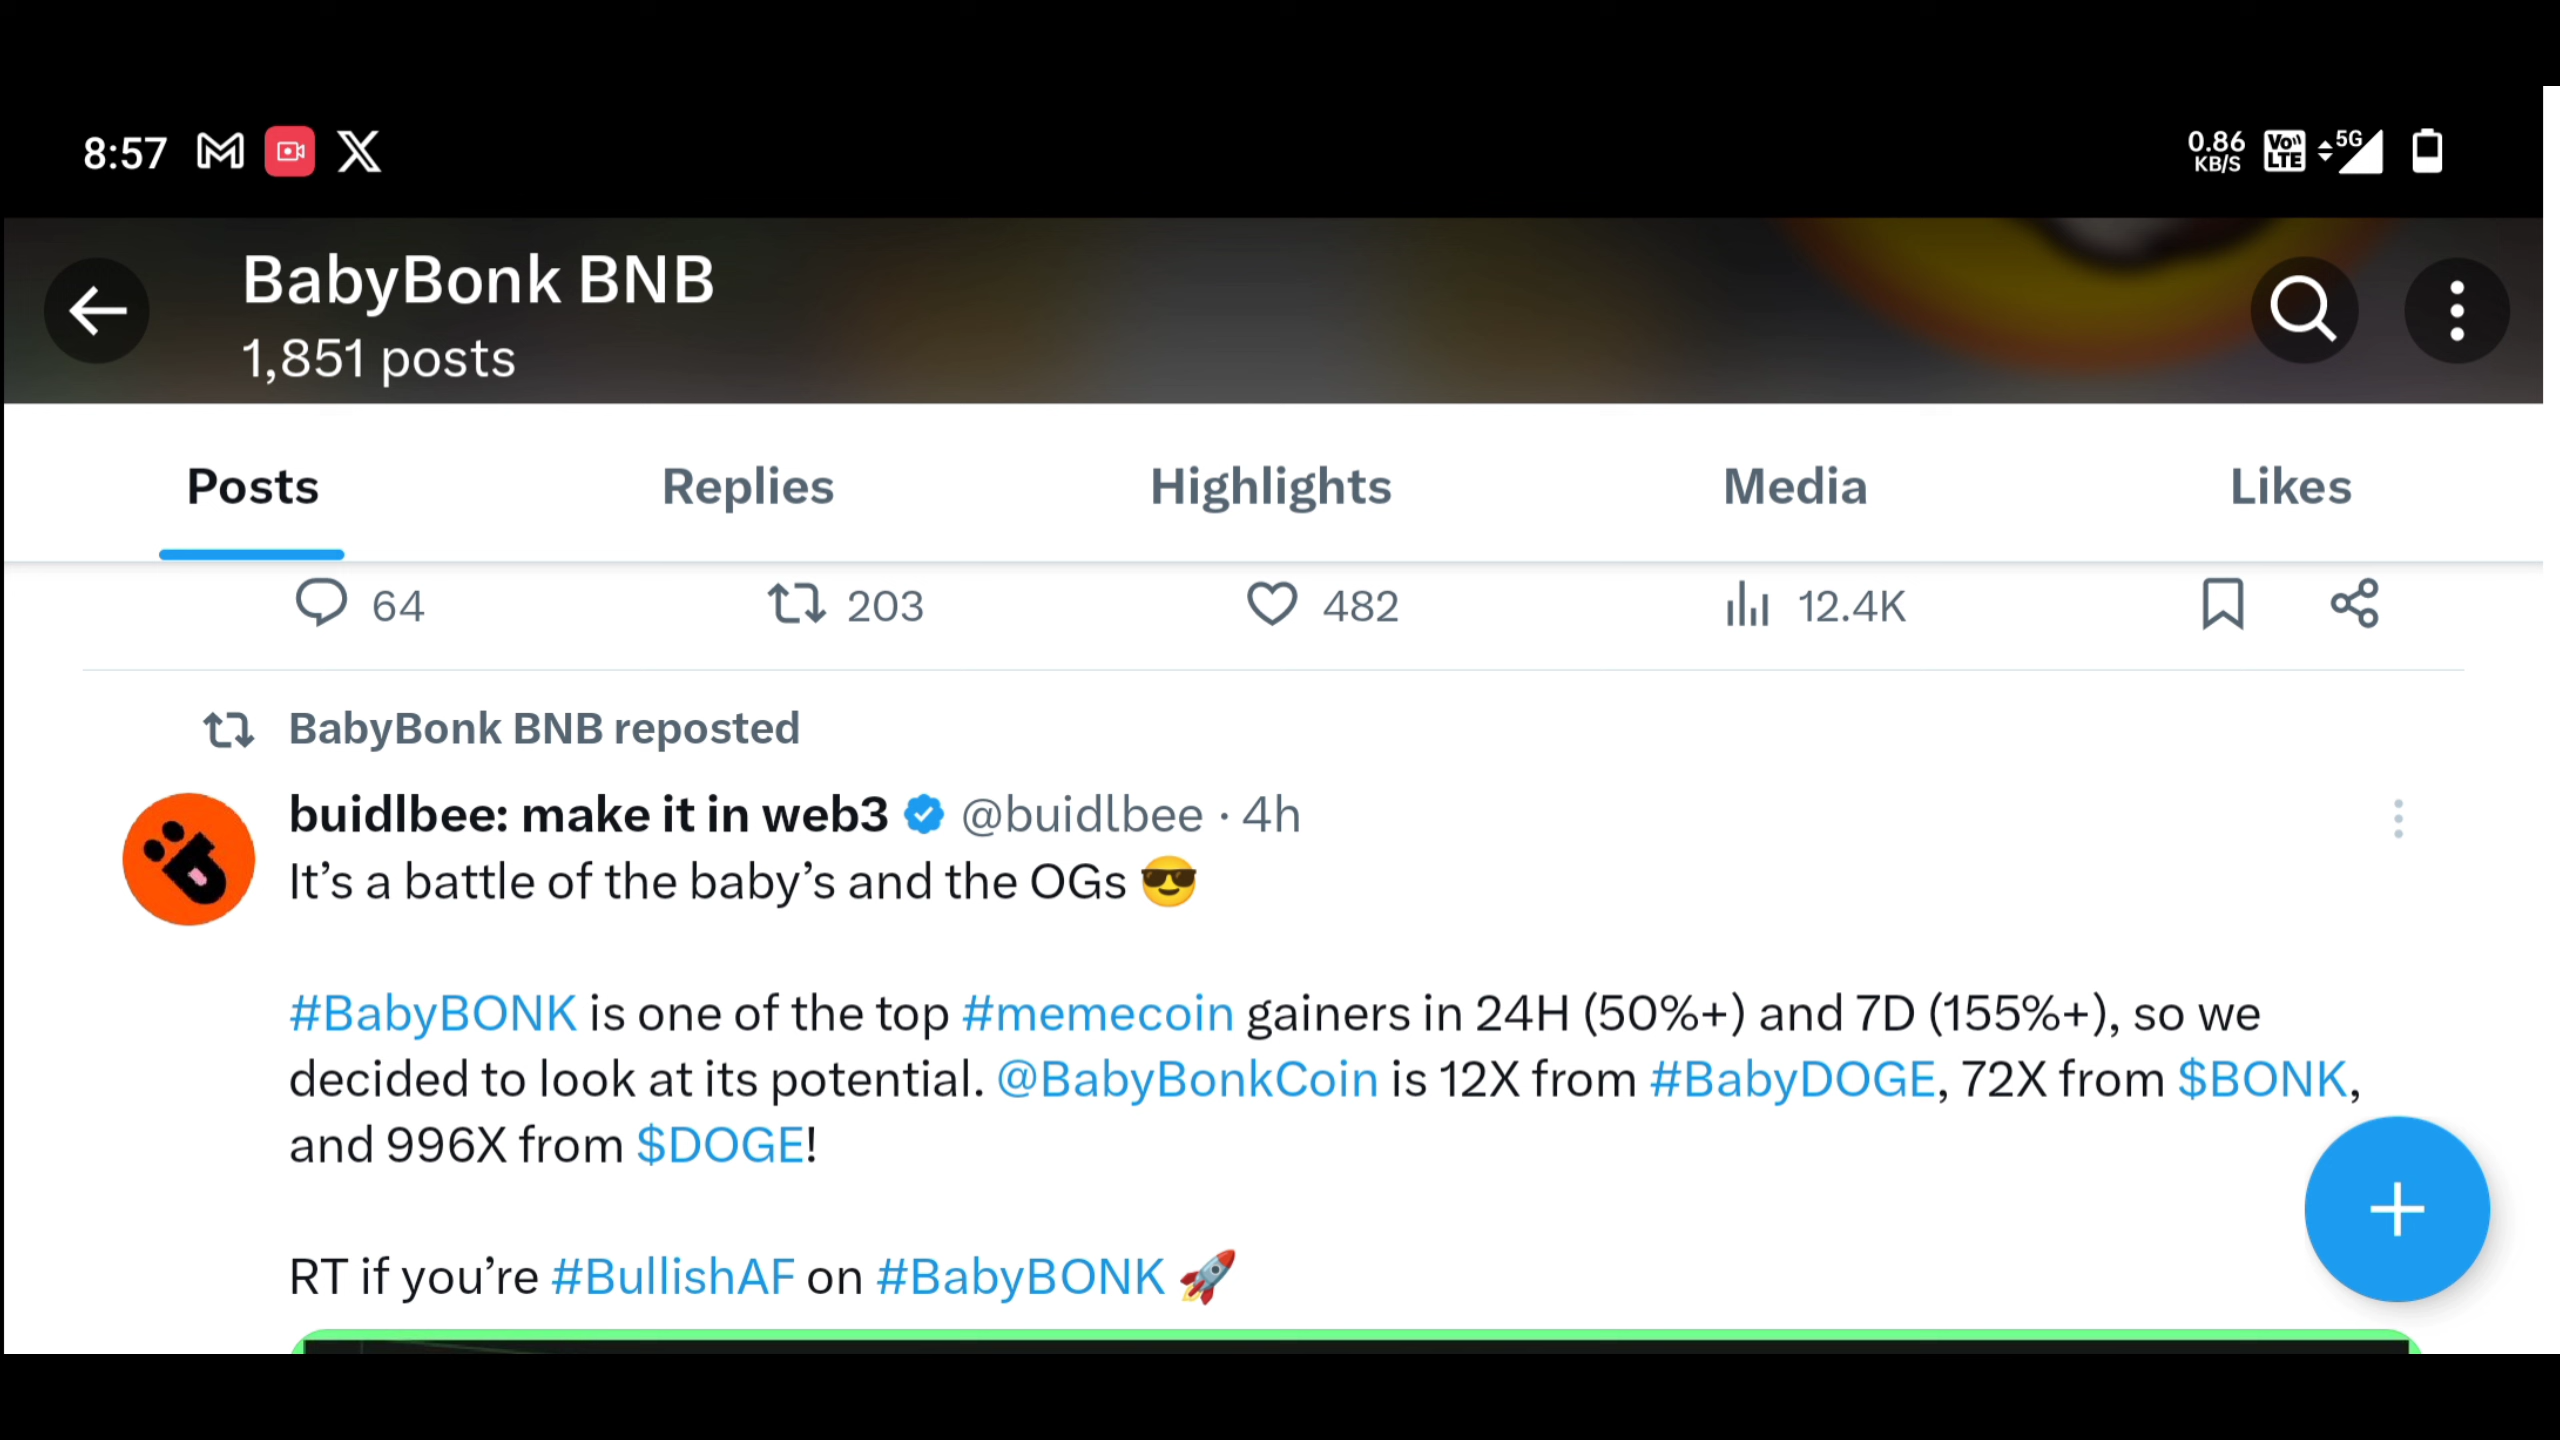 8:57
0.86
KB/S
Vo
LTE
5G
BabyBonk BNB
1,851 posts
Posts Replies Highlights Media Likes
64 203 482 12.4K
BabyBonk BNB reposted
buidlbee: make it in web3 @buidlbee · 4h
It’s a battle of the baby’s and the OGs 😎
#BabyBONK is one of the top #memecoin gainers in 24H (50%+) and 7D (155%+), so we
decided to look at its potential. @BabyBonkCoin is 12X from #BabyDOGE, 72X from $BONK,
and 996X from $DOGE!
RT if you’re #BullishAF on #BabyBONK 🚀